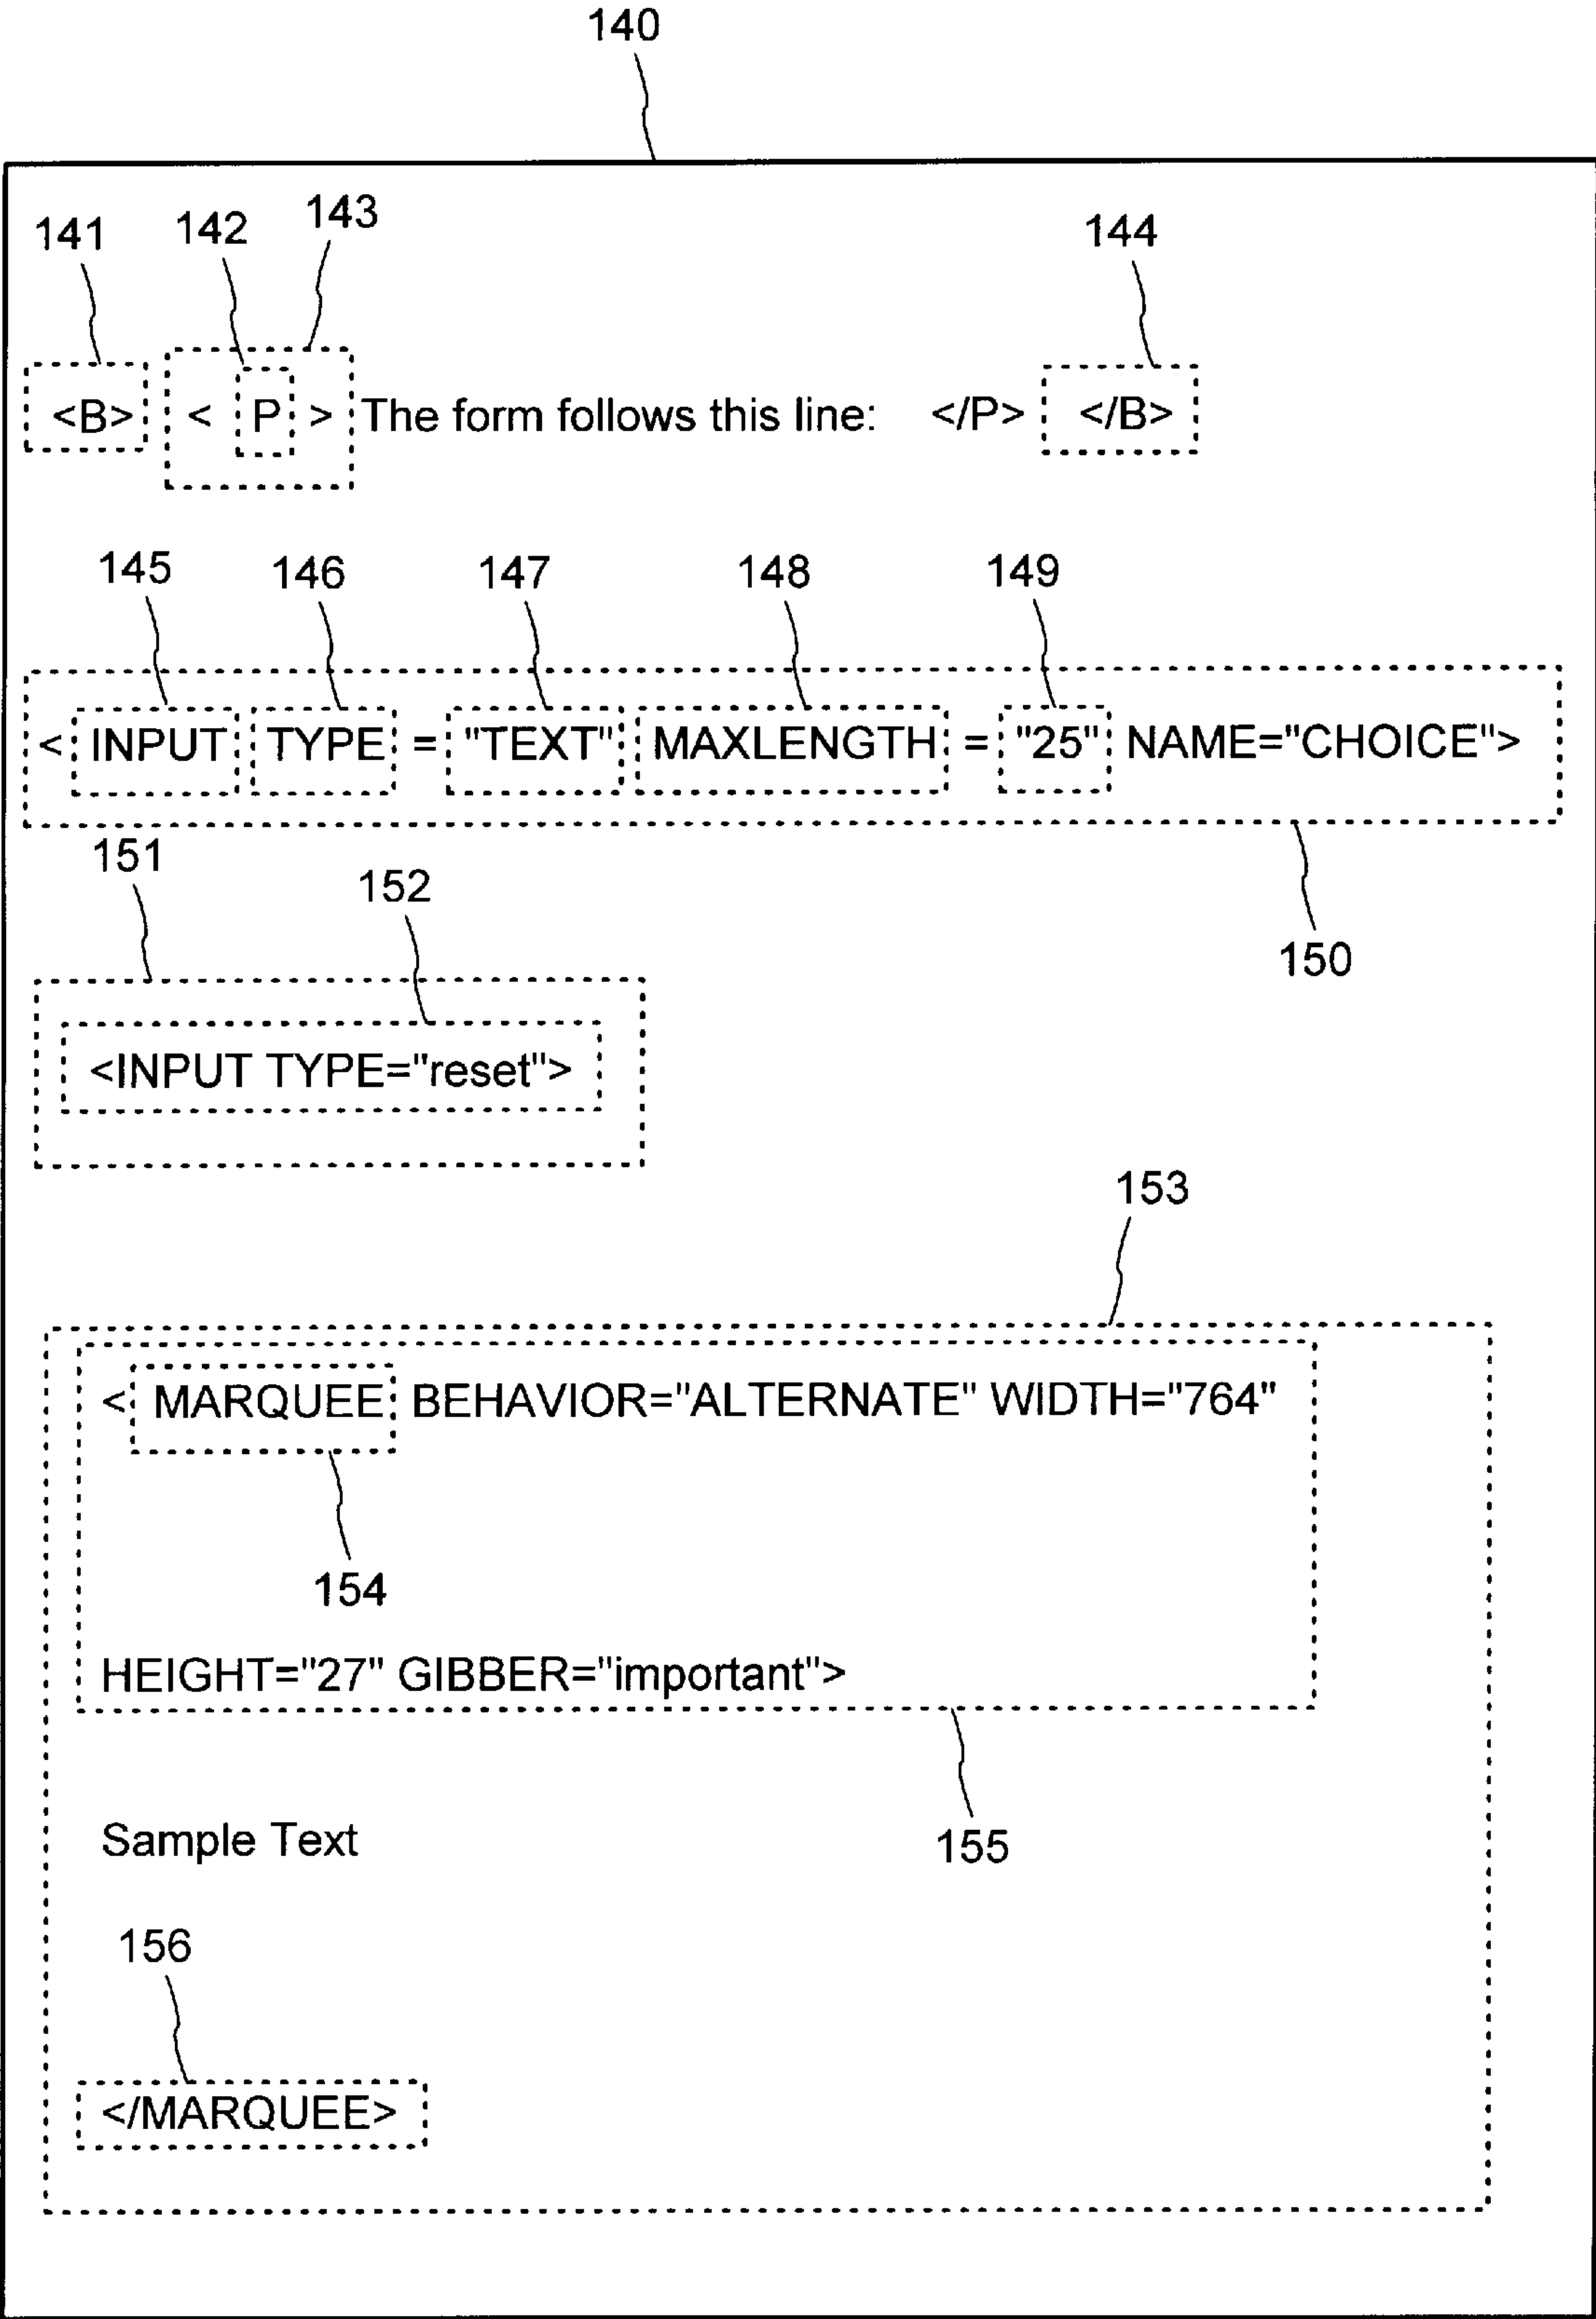 140
141 142 143 144
<B> < P > The form follows this line: </P> </B>
145 146 147 148 149
< INPUT TYPE = "TEXT" MAXLENGTH = "25" NAME="CHOICE">
151
152
150
<INPUT TYPE="reset">
153
< MARQUEE BEHAVIOR="ALTERNATE" WIDTH="764"
154
HEIGHT="27" GIBBER="important">
Sample Text
155
156
</MARQUEE>